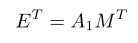 $E^T = A_1 M^T$